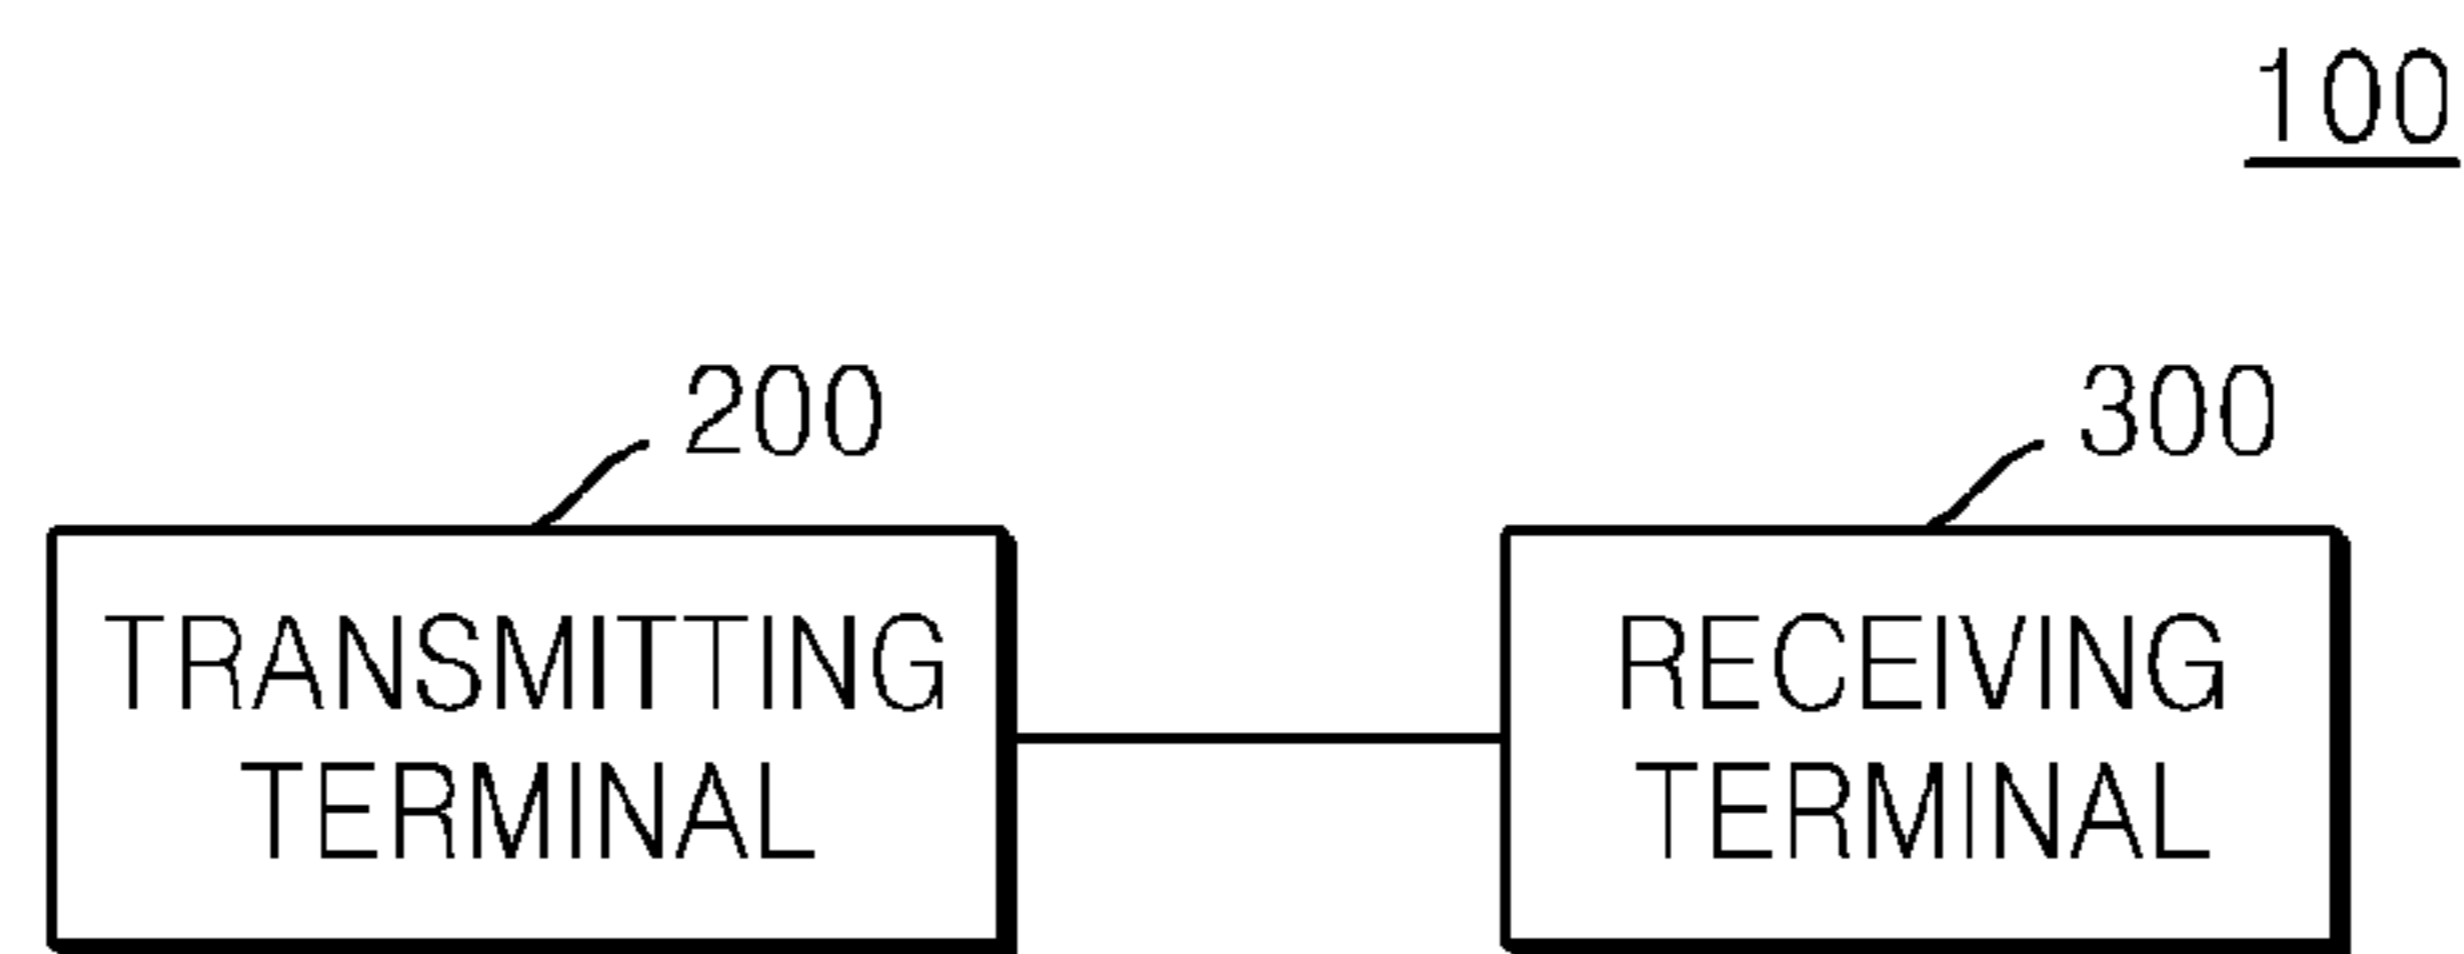 100
200
300
TRANSMITTING
TERMINAL
RECEIVING
TERMINAL